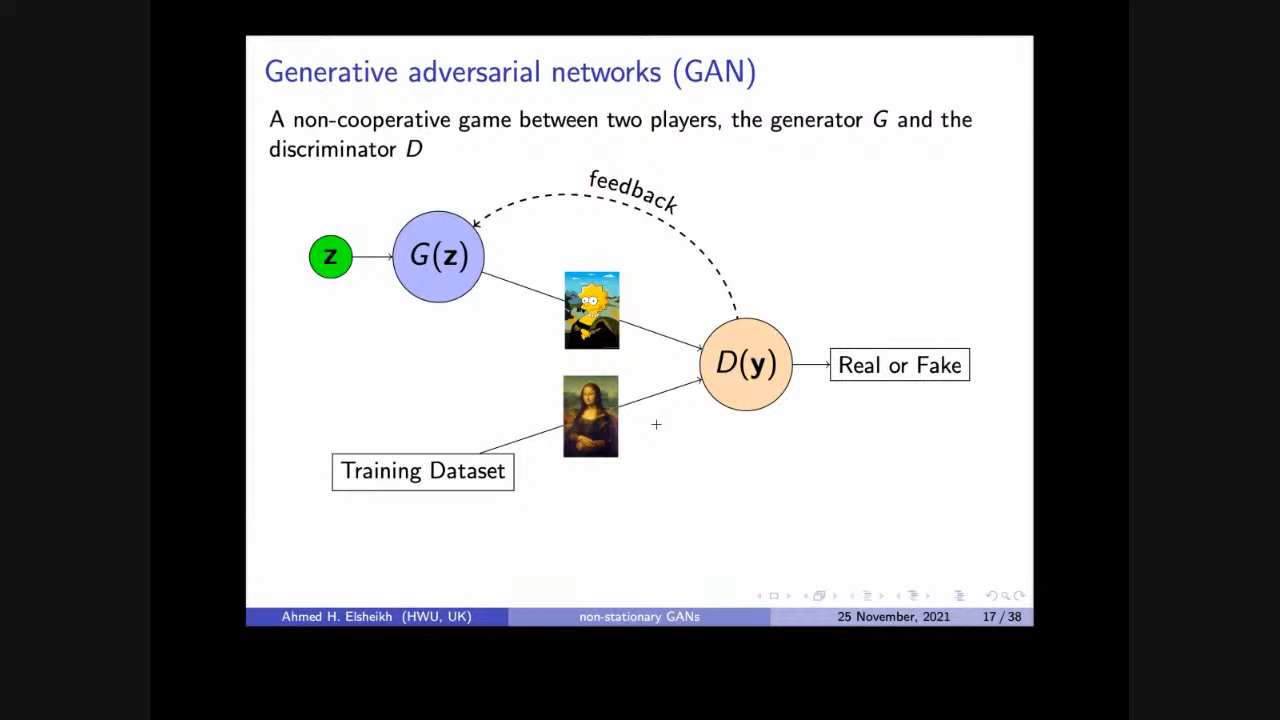 Generative adversarial networks (GAN)
A non-cooperative game between two players, the generator G and the
discriminator D
feedback
z
G(z)
D(y)
Real or Fake
Training Dataset
Ahmed H. Elsheikh (HWU, UK)
non-stationary GANs
25 November, 2021
17 / 38